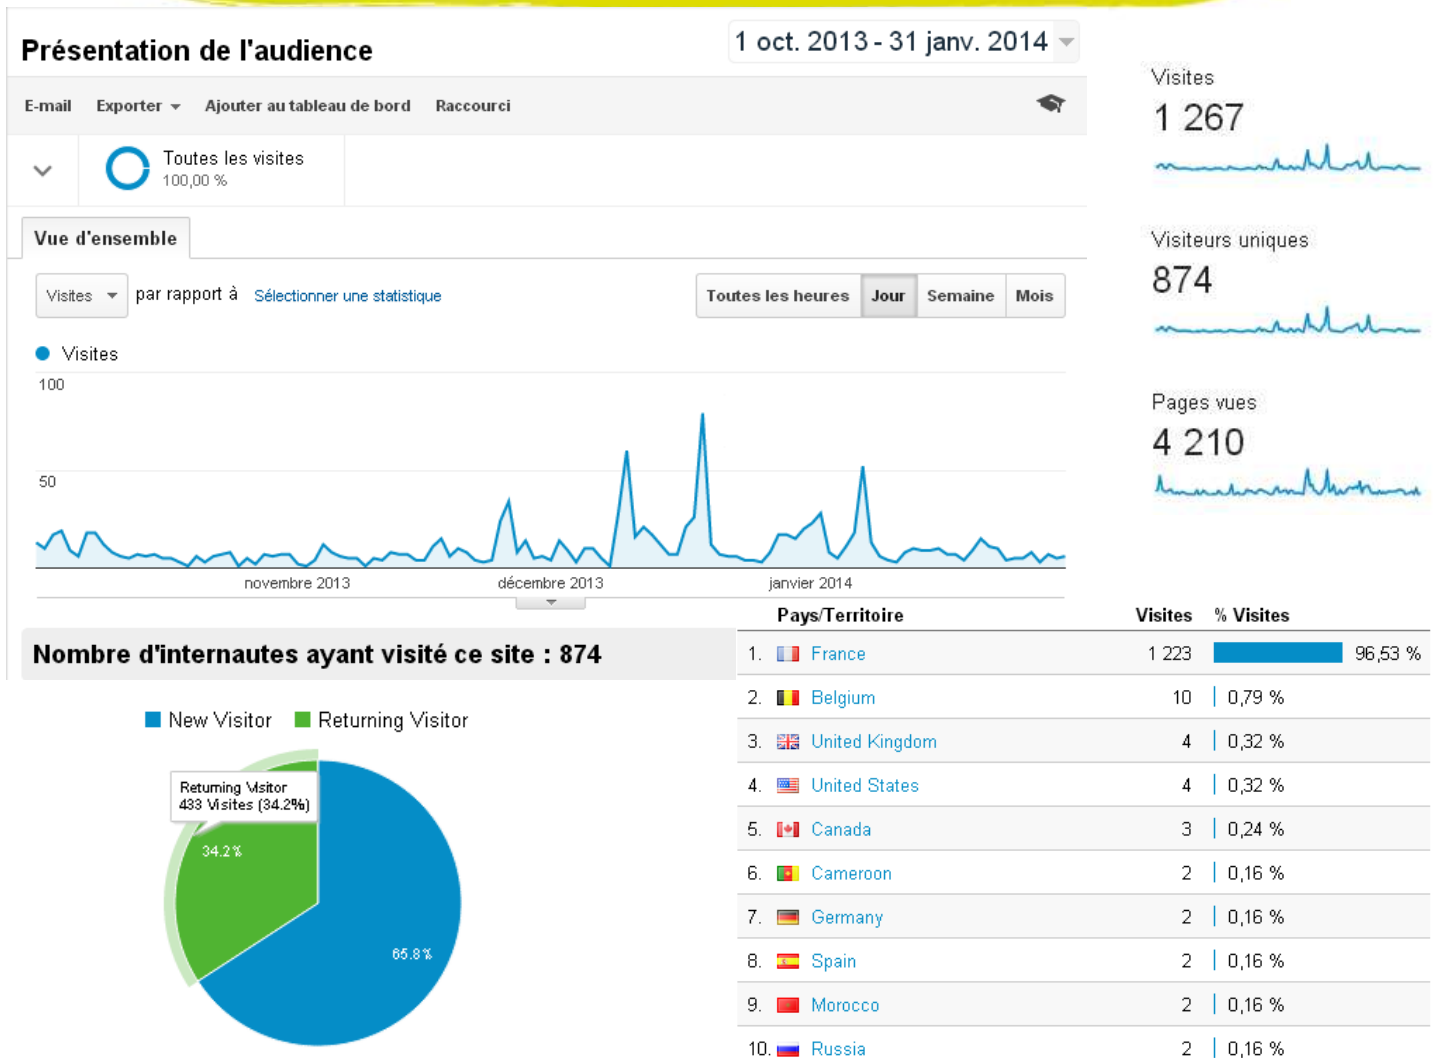 Présentation de l'audience
1 oct. 2013 - 31 janv. 2014
E-mail Exporter Ajouter au tableau de bord Raccourci
Toutes les visites
100,00 %
Vue d'ensemble
Visites par rapport à Sélectionner une statistique
Toutes les heures Jour Semaine Mois
Visites
100
50
novembre 2013 décembre 2013 janvier 2014
Visites
1 267
Visiteurs uniques
874
Pages vues
4 210
Nombre d'internautes ayant visité ce site : 874
New Visitor Returning Visitor
Returning Visitor
433 Visites (34.2%)
34.2%
65.8%
Pays/Territoire Visites % Visites
1. France 1 223 96,53 %
2. Belgium 10 0,79 %
3. United Kingdom 4 0,32 %
4. United States 4 0,32 %
5. Canada 3 0,24 %
6. Cameroon 2 0,16 %
7. Germany 2 0,16 %
8. Spain 2 0,16 %
9. Morocco 2 0,16 %
10. Russia 2 0,16 %